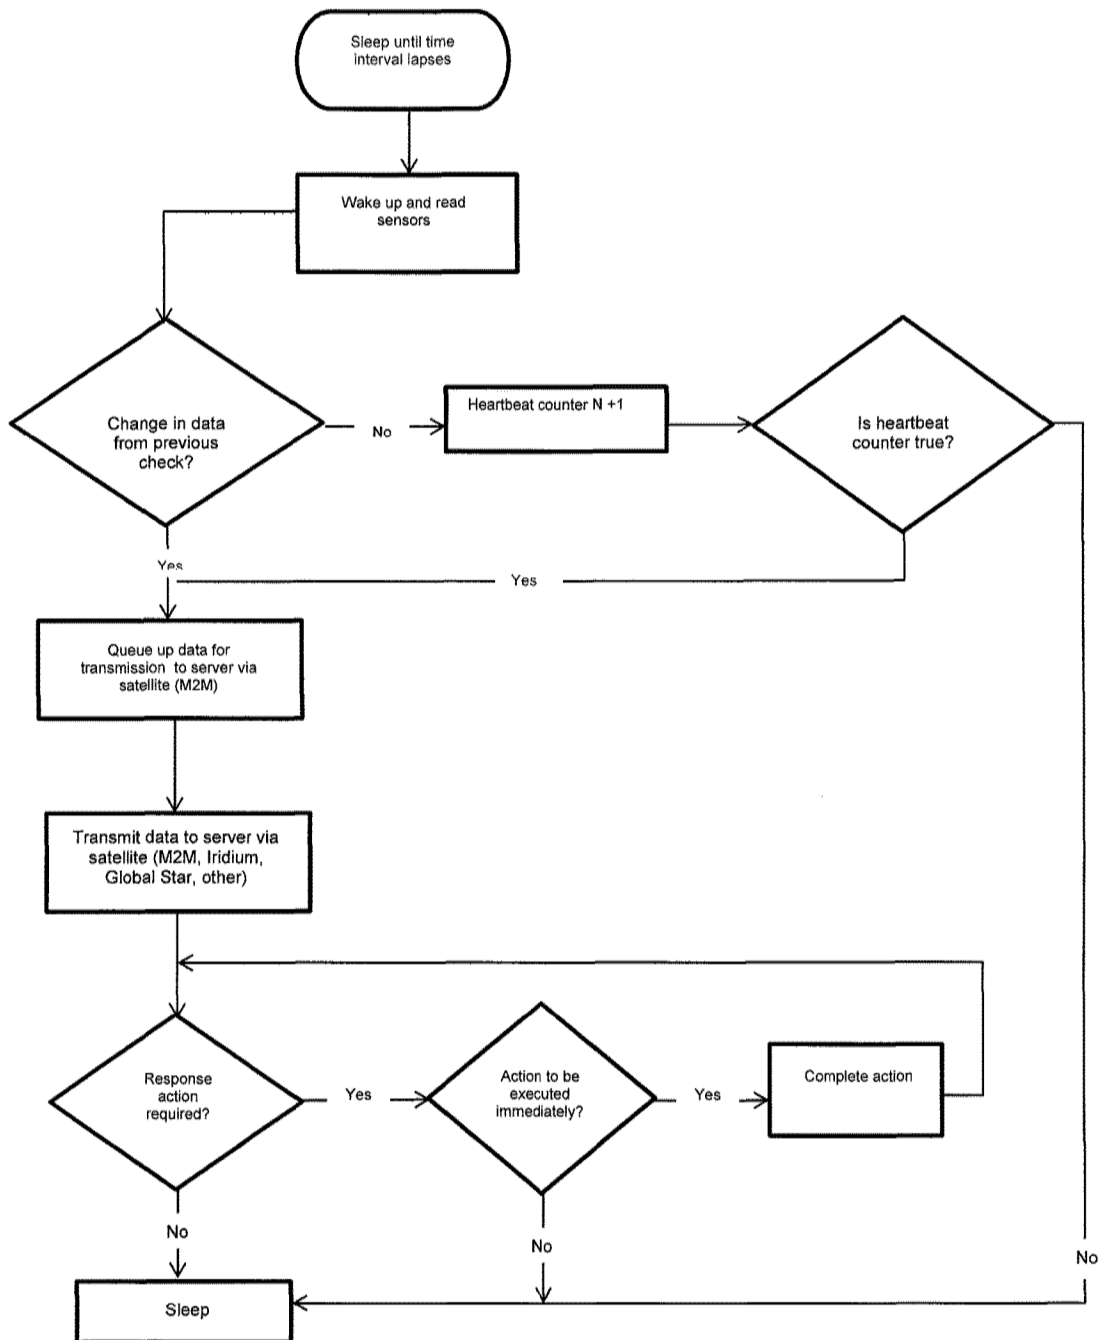 Sleep until time
interval lapses
Wake up and read
sensors
Change in data
from previous
check?
No
Heartbeat counter N +1
Is heartbeat
counter true?
Yes
Yes
Queue up data for
transmission to server via
satellite (M2M)
Transmit data to server via
satellite (M2M, Iridium,
Global Star, other)
Response
action
required?
Yes
Action to be
executed
immediately?
Yes
Complete action
No
No
No
Sleep